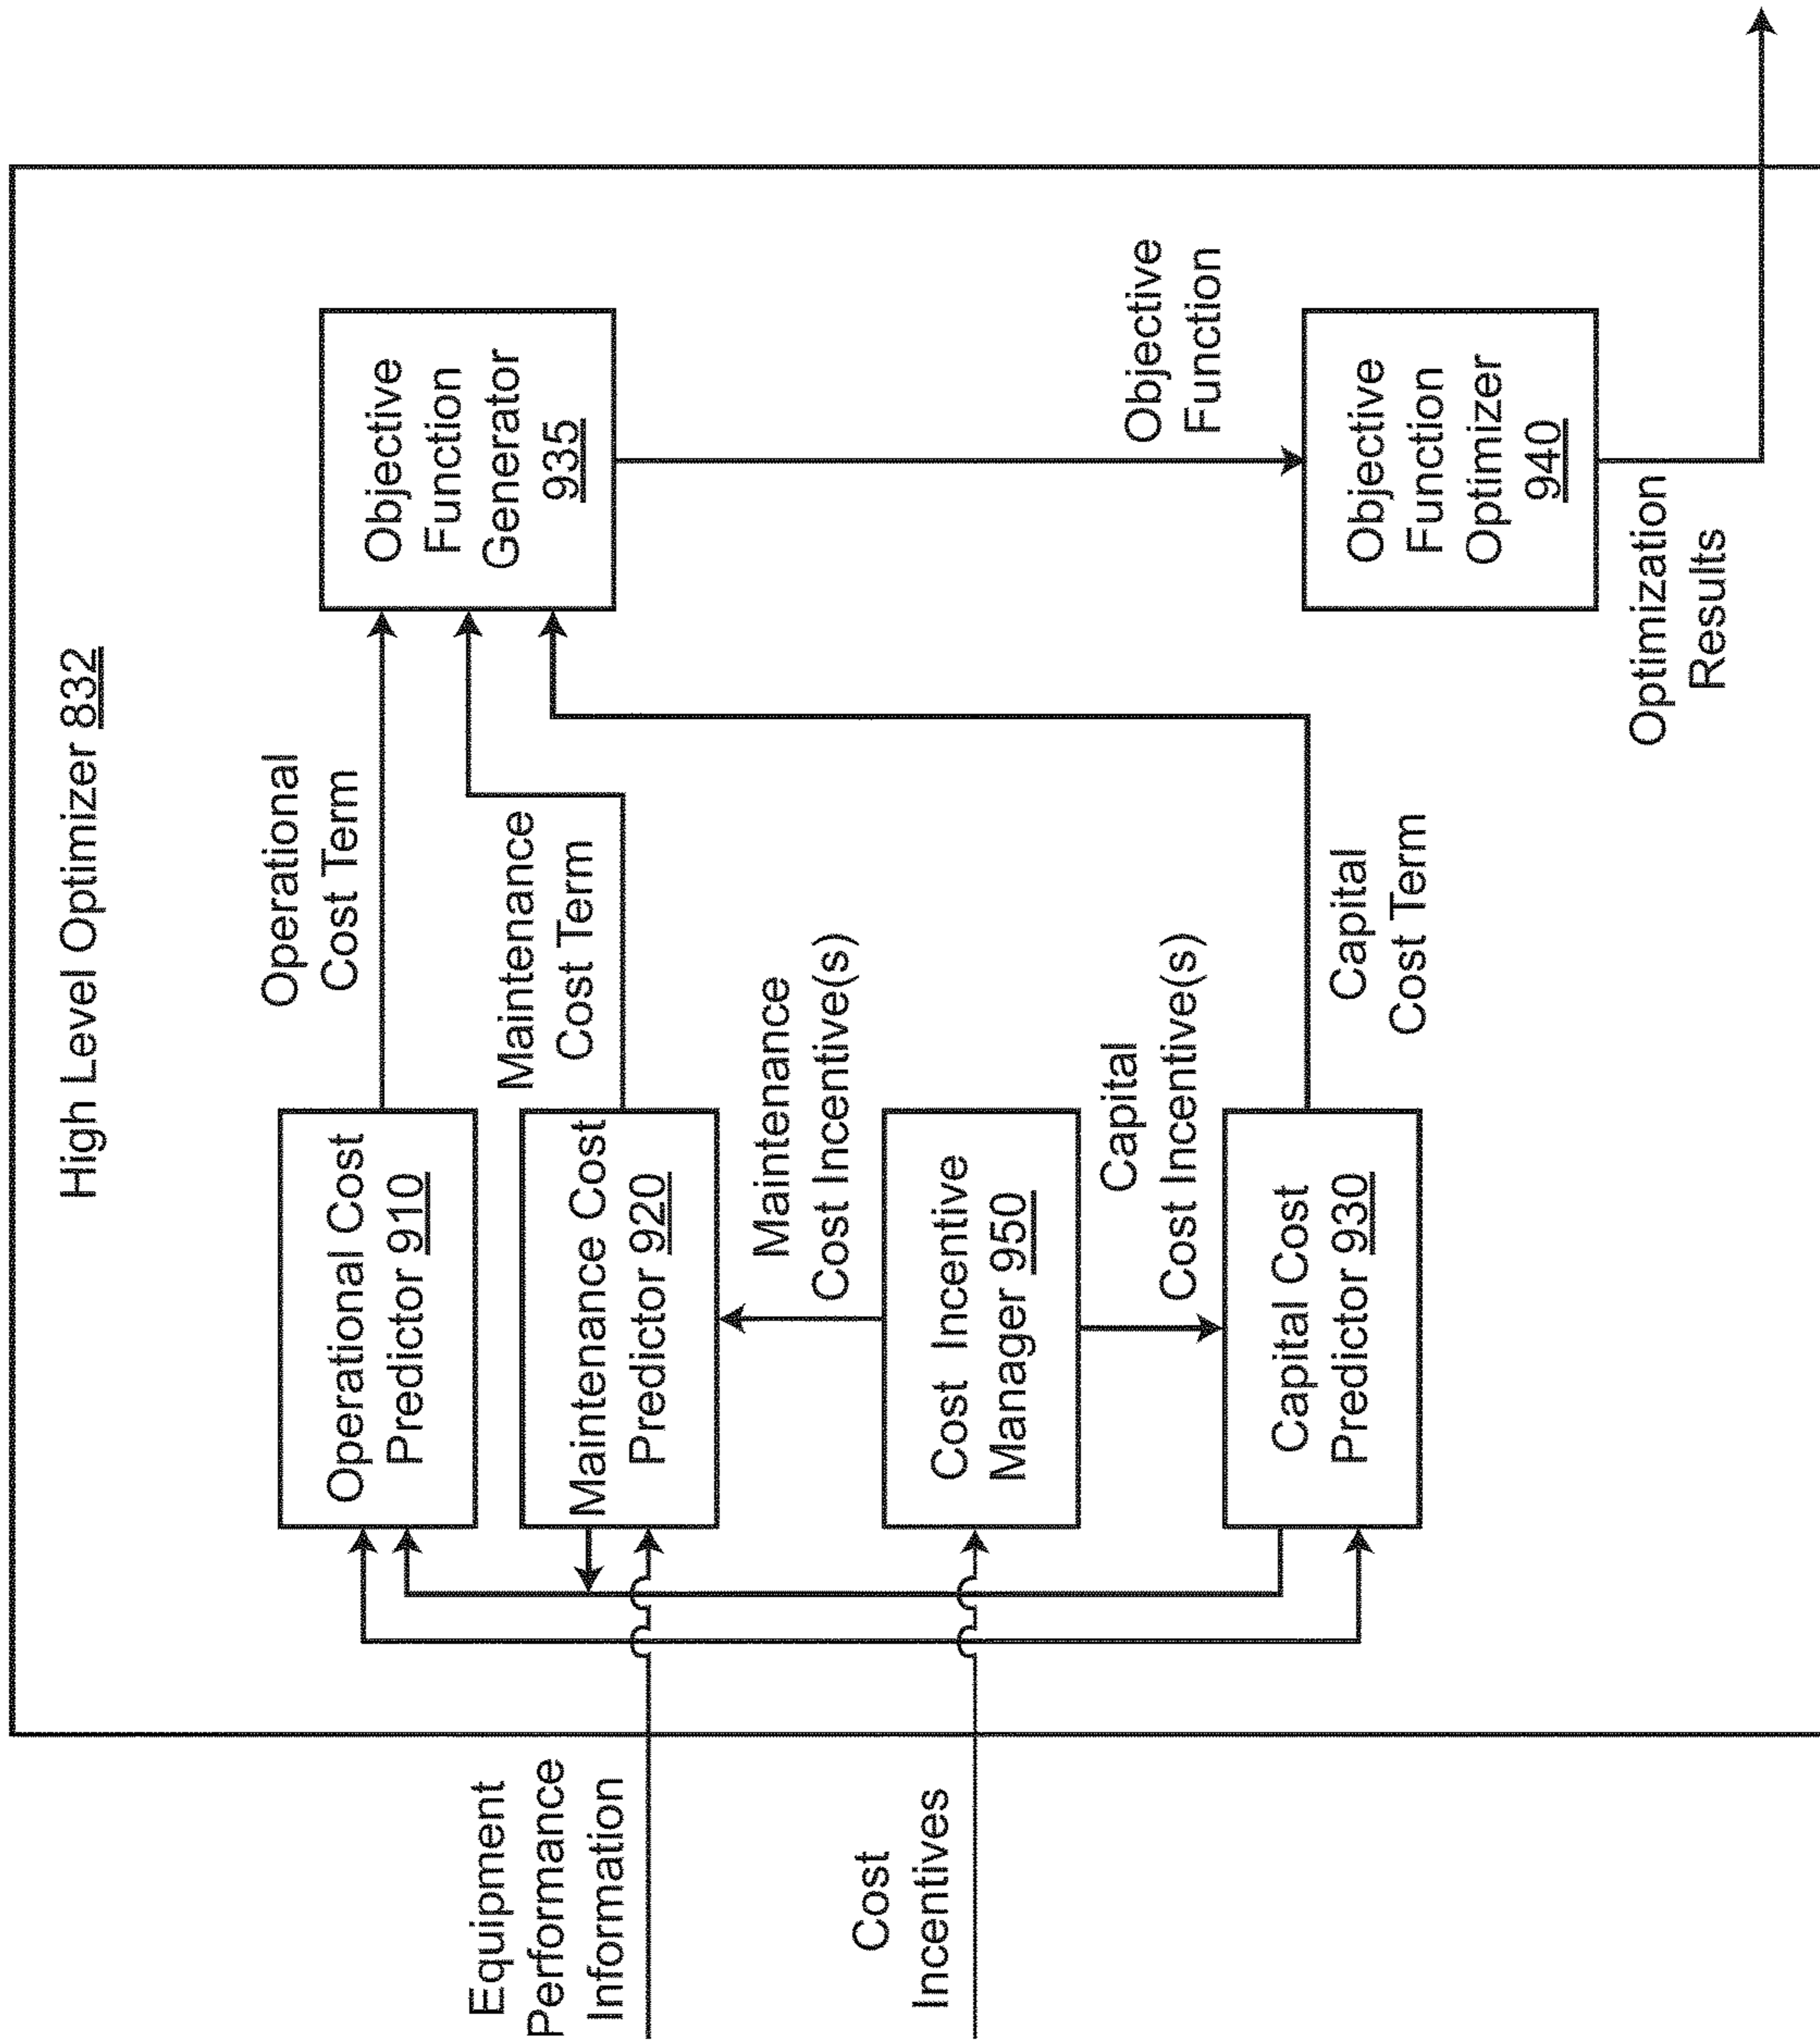 High Level Optimizer 832
Equipment
Performance
Information
Cost
Incentives
Operational Cost
Predictor 910
Maintenance Cost
Predictor 920
Cost Incentive
Manager 950
Capital Cost
Predictor 930
Maintenance
Cost Incentive(s)
Capital
Cost Incentive(s)
Operational
Cost Term
Maintenance
Cost Term
Capital
Cost Term
Objective
Function
Generator
935
Objective
Function
Objective
Function
Optimizer
940
Optimization
Results